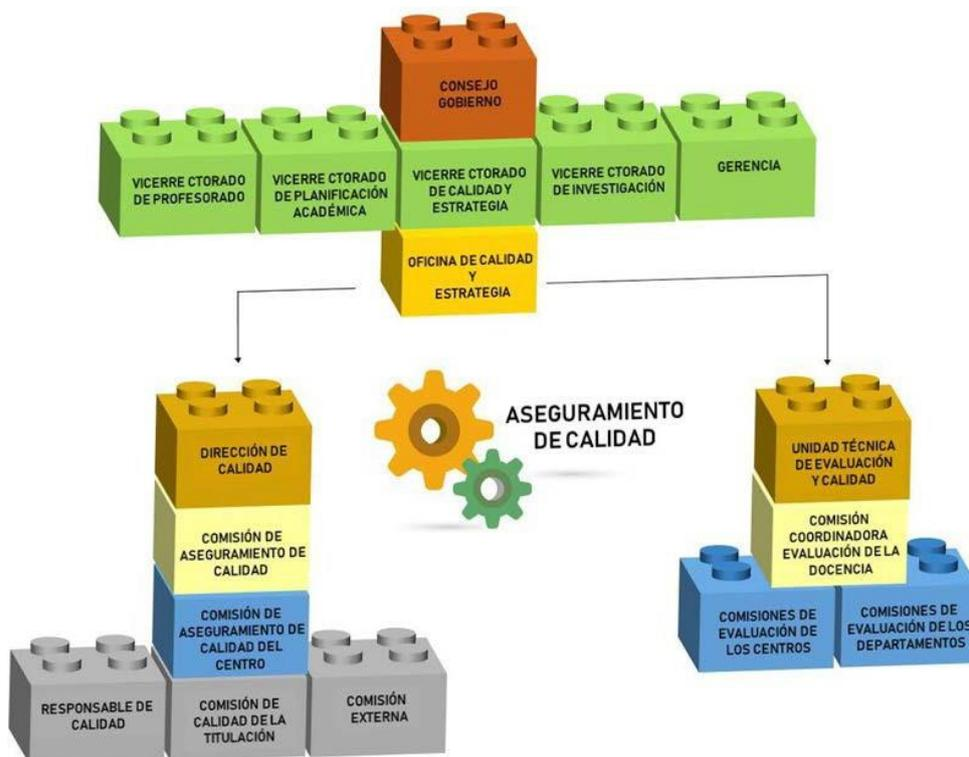 CONSEJO
GOBIERNO
VICERRE CTORADO
DE PROFESORADO
VICERRE CTORADO
DE PLANIFICACIÓN
ACADÉMICA
VICERRE CTORADO
DE CALIDAD Y
ESTRATEGIA
VICERRE CTORADO
DE INVESTIGACIÓN
GERENCIA
OFICINA DE CALIDAD
Y
ESTRATEGIA
ASEGURAMIENTO
DE CALIDAD
DIRECCIÓN DE
CALIDAD
COMISIÓN DE
ASEGURAMIENTO DE
CALIDAD
COMISIÓN DE
ASEGURAMIENTO DE
CALIDAD DEL
CENTRO
RESPONSABLE DE
CALIDAD
COMISIÓN DE
CALIDAD DE LA
TITULACIÓN
COMISIÓN
EXTERNA
UNIDAD TÉCNICA
DE EVALUACIÓN
Y CALIDAD
COMISIÓN
COORDINADORA
EVALUACIÓN DE LA
DOCENCIA
COMISIONES DE
EVALUACIÓN DE
LOS CENTROS
COMISIONES DE
EVALUACIÓN DE LOS
DEPARTAMENTOS